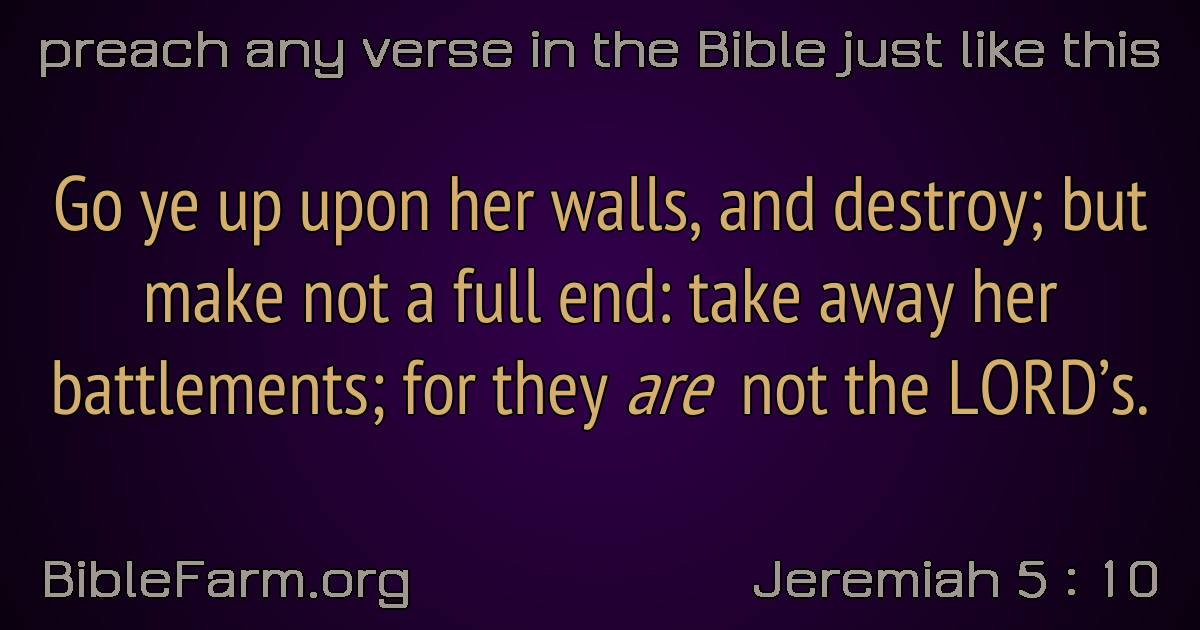 preach any verse in the Bible just like this
Go ye up upon her walls, and destroy; but
make not a full end: take away her
battlements; for they are not the LORD’s.
BibleFarm.org
Jeremiah 5 : 10